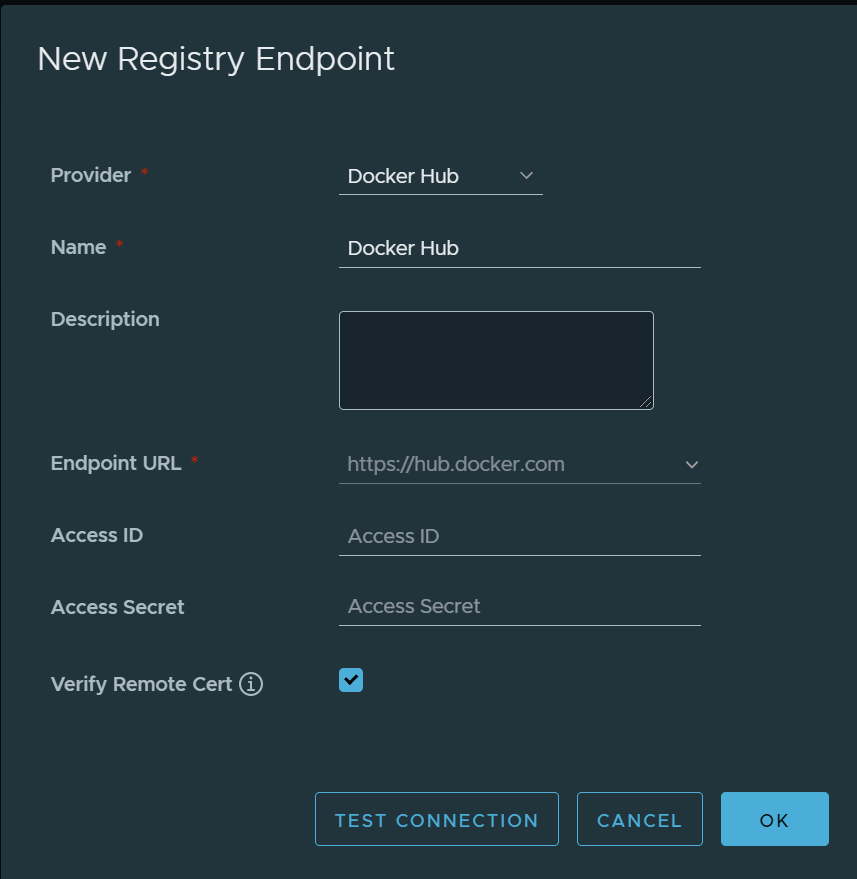 New Registry Endpoint
Provider *
Docker Hub
Name *
Docker Hub
Description
Endpoint URL *
https://hub.docker.com
Access ID
Access ID
Access Secret
Access Secret
Verify Remote Cert
TEST CONNECTION
CANCEL
OK